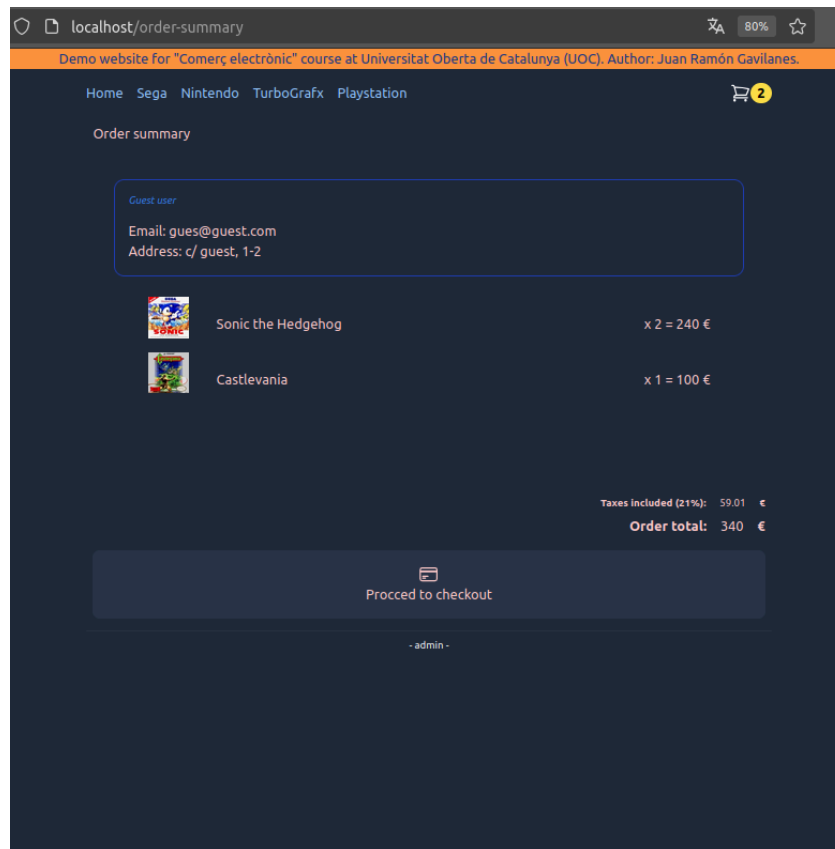 localhost/order-summary
80%
Demo website for "Comerç electrònic" course at Universitat Oberta de Catalunya (UOC). Author: Juan Ramón Gavilanes.
Home Sega Nintendo TurboGrafx Playstation 2
Order summary
Guest user
Email: gues@guest.com
Address: c/ guest, 1-2
SEGA
SONIC
Sonic the Hedgehog x 2 = 240 €
Castlevania x 1 = 100 €
Taxes included (21%): 59.01 €
Order total: 340 €
Procced to checkout
- admin -